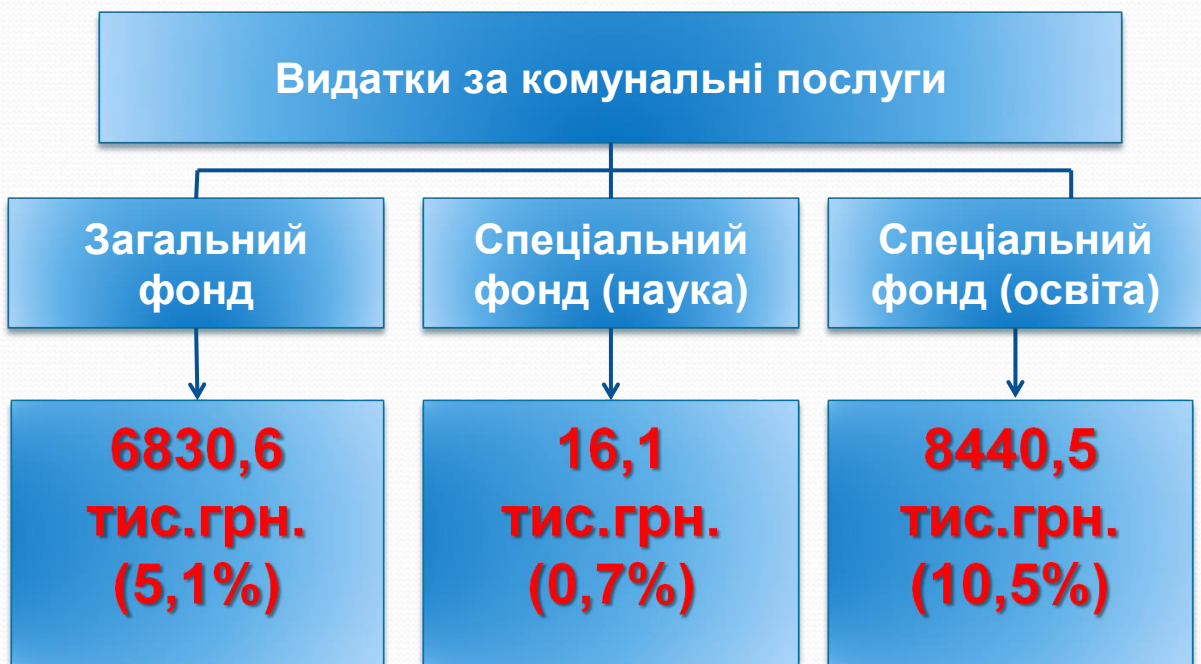 Видатки за комунальні послуги
Загальний
фонд
Спеціальний
фонд (наука)
Спеціальний
фонд (освіта)
6830,6
тис.грн.
(5,1%)
16,1
тис.грн.
(0,7%)
8440,5
тис.грн.
(10,5%)